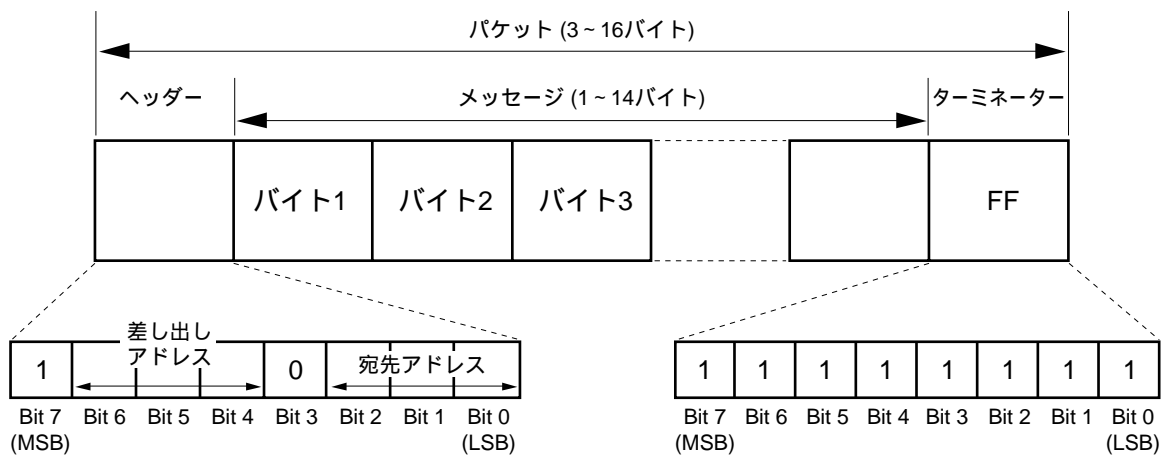 パケット (3~16バイト)
ヘッダー メッセージ (1~14バイト) ターミネーター
バイト1 バイト2 バイト3 FF
差し出し
アドレス
1 0 宛先アドレス
Bit 7 Bit 6 Bit 5 Bit 4 Bit 3 Bit 2 Bit 1 Bit 0
(MSB) (LSB)
1 1 1 1 1 1 1 1
Bit 7 Bit 6 Bit 5 Bit 4 Bit 3 Bit 2 Bit 1 Bit 0
(MSB) (LSB)